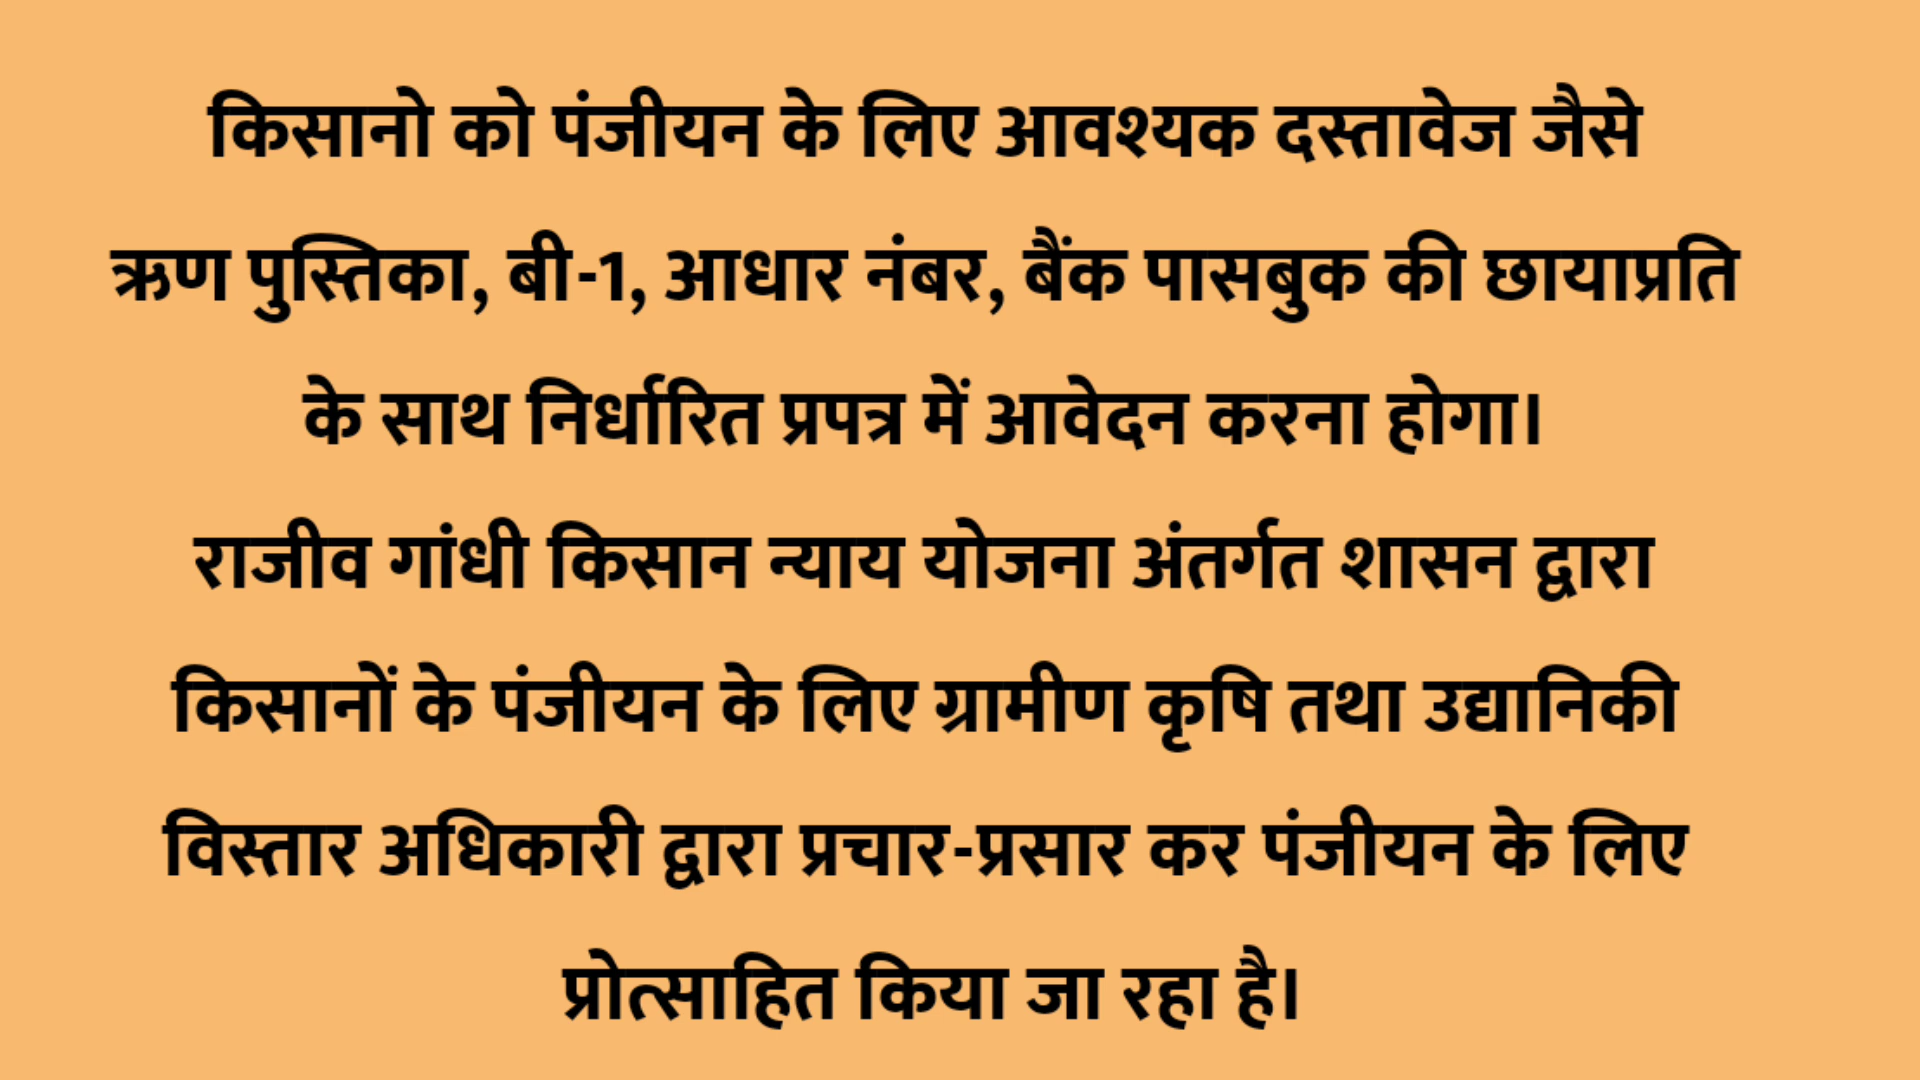 किसानो को पंजीयन के लिए आवश्यक दस्तावेज जैसे
ऋण पुस्तिका, बी-1, आधार नंबर, बैंक पासबुक की छायाप्रति
के साथ निर्धारित प्रपत्र में आवेदन करना होगा।
राजीव गांधी किसान न्याय योजना अंतर्गत शासन द्वारा
किसानों के पंजीयन के लिए ग्रामीण कृषि तथा उद्यानिकी
विस्तार अधिकारी द्वारा प्रचार-प्रसार कर पंजीयन के लिए
प्रोत्साहित किया जा रहा है।